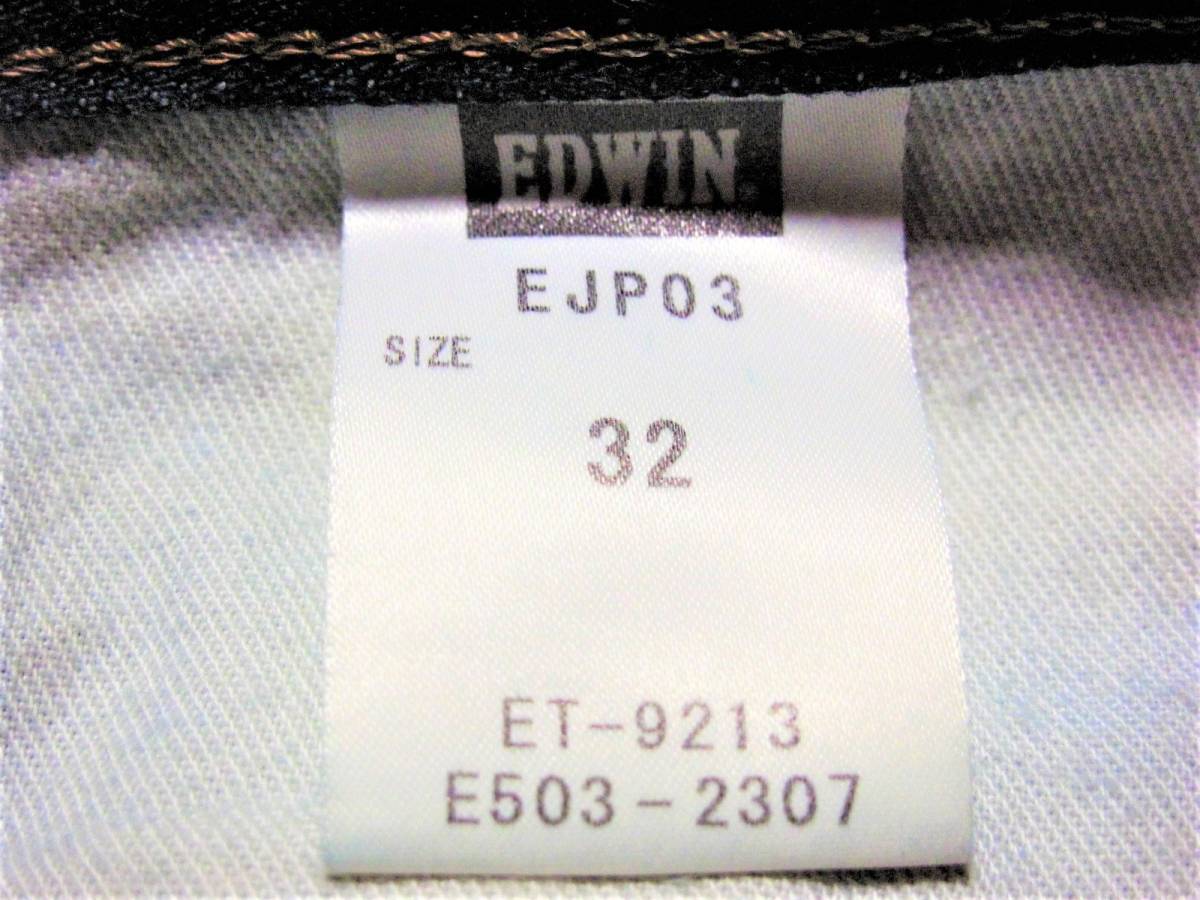 EDWIN
EJP03
SIZE
32
ET-9213
E503-2307